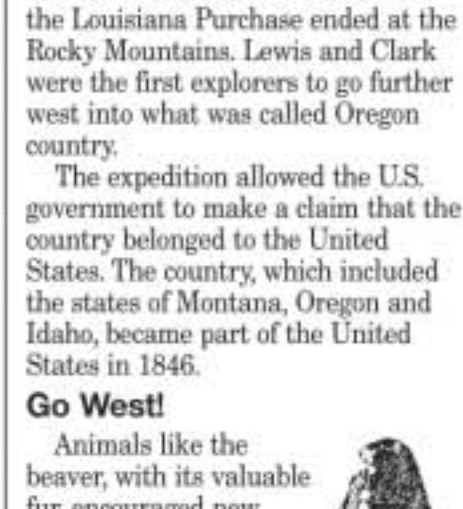 the Louisiana Purchase ended at the
Rocky Mountains. Lewis and Clark
were the first explorers to go further
west into what was called Oregon
country.
The expedition allowed the U.S.
government to make a claim that the
country belonged to the United
States. The country, which included
the states of Montana, Oregon and
Idaho, became part of the United
States in 1846.
Go West!
Animals like the
beaver, with its valuable
fur, encouraged new